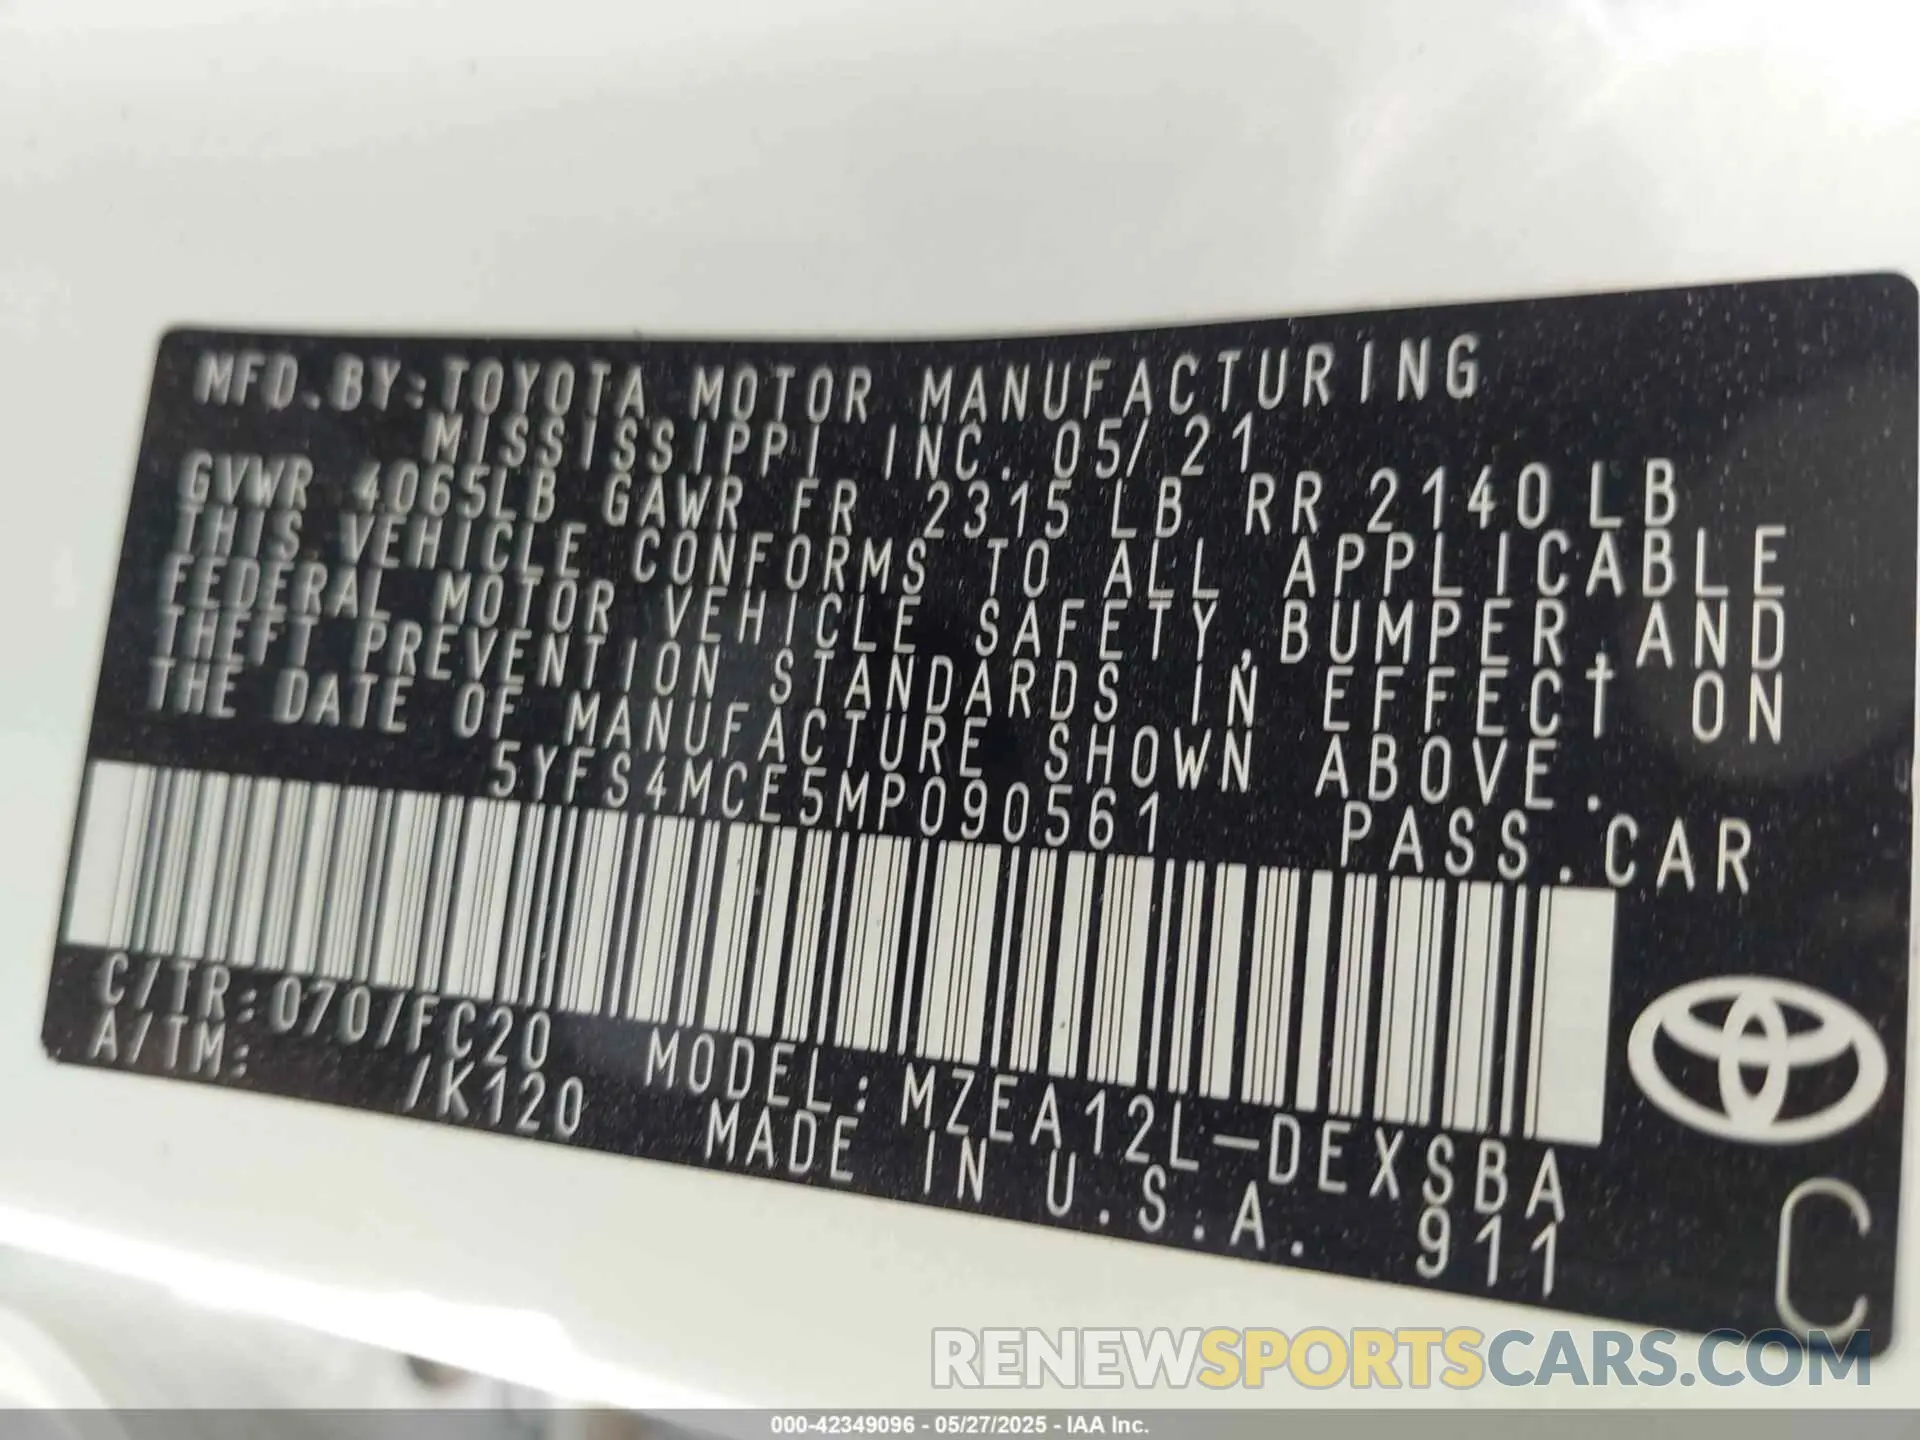 MFD.BY:TOYOTA MOTOR MANUFACTURING
MISSISSIPPI INC. 05/21
GVWR 4065LB GAWR FR 2315LB RR 2140LB
THIS VEHICLE CONFORMS TO ALL APPLICABLE
FEDERAL MOTOR VEHICLE SAFETY,BUMPER,AND
THEFT PREVENTION STANDARDS IN EFFECT ON
THE DATE OF MANUFACTURE SHOWN ABOVE.
5YFS4MCE5MP090561 PASS.CAR
C/TR:070/FC20 MODEL:MZEA12L-DEXSBA
A/TM: /K120 MADE IN U.S.A. 911
C
RENEWSPORTSCARS.COM
000-42349096 - 05/27/2025 - IAA Inc.